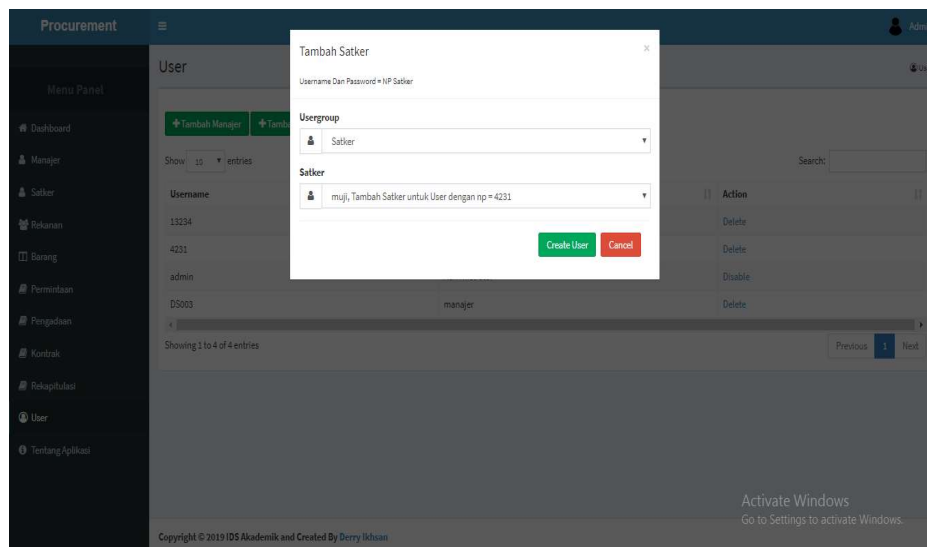 Procurement
Tambah Satker
x
Username Dan Password = NP Satker
User
Menu Panel
Usergroup
Satker
Satker
muji, Tambah Satker untuk User dengan np = 4231
Create User
Cancel
+Tambah Manajer
Show 10 entries
Search:
Username
Action
13234
Delete
4231
Delete
admin
Disable
DS003
manajer
Delete
Showing 1 to 4 of 4 entries
Previous
1
Next
Dashboard
Manajer
Satker
Rekanan
Barang
Permintaan
Pengadaan
Kontrak
Rekapitulasi
User
Tentang Aplikasi
Activate Windows
Go to Settings to activate Windows.
Copyright © 2019 IDS Akademik and Created By Derry Ikhsan